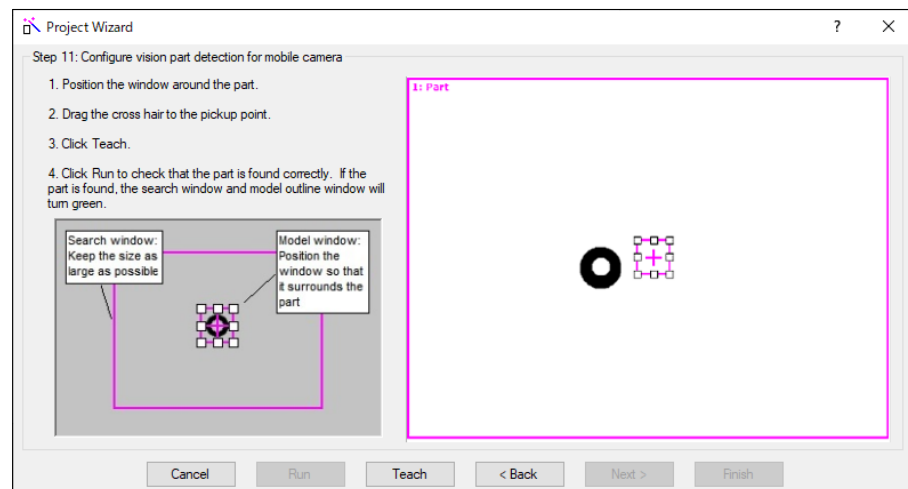 Project Wizard
? ×
Step 11: Configure vision part detection for mobile camera
1. Position the window around the part.
2. Drag the cross hair to the pickup point.
3. Click Teach.
4. Click Run to check that the part is found correctly. If the
part is found, the search window and model outline window will
turn green.
Search window:
Keep the size as
large as possible
Model window:
Position the
window so that
it surrounds the
part
1: Part
Cancel
Run
Teach
< Back
Next >
Finish